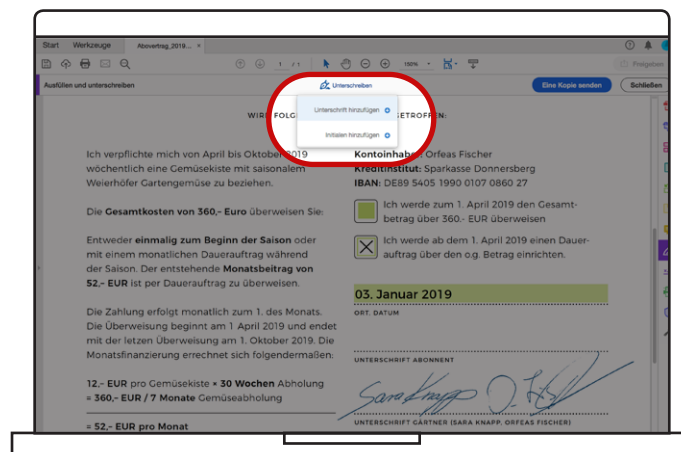 Start Werkzeuge Abovertrag_2019... ×
1 / 1 150%
Freigeben
Ausfüllen und unterschreiben Unterschreiben Eine Kopie senden Schließen
Unterschrift hinzufügen
Initialen hinzufügen
WIRD FOLG ETROFFEN:
Ich verpflichte mich von April bis Oktober 2019
wöchentlich eine Gemüsekiste mit saisonalem
Weierhöfer Gartengemüse zu beziehen.
Die Gesamtkosten von 360,- Euro überweisen Sie:
Entweder einmalig zum Beginn der Saison oder
mit einem monatlichen Dauerauftrag während
der Saison. Der entstehende Monatsbeitrag von
52,- EUR ist per Dauerauftrag zu überweisen.
Die Zahlung erfolgt monatlich zum 1. des Monats.
Die Überweisung beginnt am 1 April 2019 und endet
mit der letzen Überweisung am 1. Oktober 2019. Die
Monatsfinanzierung errechnet sich folgendermaßen:
12,- EUR pro Gemüsekiste × 30 Wochen Abholung
= 360,- EUR / 7 Monate Gemüseabholung
= 52,- EUR pro Monat
Kontoinhaber: Orfeas Fischer
Kreditinstitut: Sparkasse Donnersberg
IBAN: DE89 5405 1990 0107 0860 27
Ich werde zum 1. April 2019 den Gesamt-
betrag über 360.- EUR überweisen
Ich werde ab dem 1. April 2019 einen Dauer-
auftrag über den o.g. Betrag einrichten.
03. Januar 2019
ORT, DATUM
UNTERSCHRIFT ABONNENT
Sara Knapp
UNTERSCHRIFT GÄRTNER (SARA KNAPP, ORFEAS FISCHER)